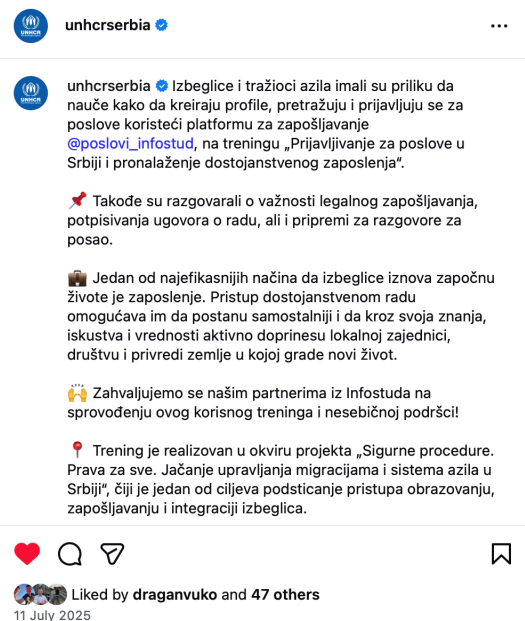 unhcrserbia
unhcrserbia Izbeglice i tražioci azila imali su priliku da
nauče kako da kreiraju profile, pretražuju i prijavljuju se za
poslove koristeći platformu za zapošljavanje
@poslovi_infostud, na treningu „Prijavljivanje za poslove u
Srbiji i pronalaženje dostojanstvenog zaposlenja“.
📌 Takođe su razgovarali o važnosti legalnog zapošljavanja,
potpisivanja ugovora o radu, ali i pripremi za razgovore za
posao.
💼 Jedan od najefikasnijih načina da izbeglice iznova započnu
živote je zaposlenje. Pristup dostojanstvenom radu
omogućava im da postanu samostalniji i da kroz svoja znanja,
iskustva i vrednosti aktivno doprinesu lokalnoj zajednici,
društvu i privredi zemlje u kojoj grade novi život.
🙌 Zahvaljujemo se našim partnerima iz Infostuda na
sprovođenju ovog korisnog treninga i nesebičnoj podršci!
📍 Trening je realizovan u okviru projekta „Sigurne procedure.
Prava za sve. Jačanje upravljanja migracijama i sistema azila u
Srbiji“, čiji je jedan od ciljeva podsticanje pristupa obrazovanju,
zapošljavanju i integraciji izbeglica.
Liked by draganvuko and 47 others
11 July 2025
UNHCR
UNHCR